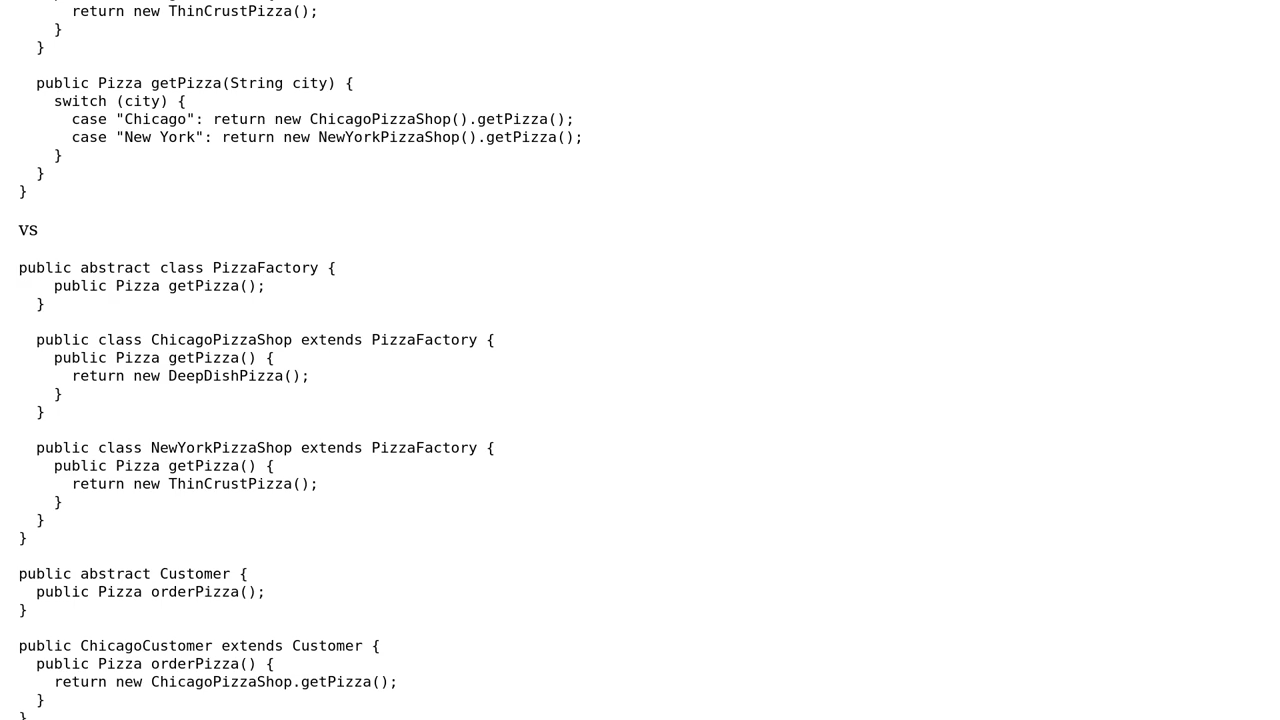 return new ThinCrustPizza();
}
}
public Pizza getPizza(String city) {
switch (city) {
case "Chicago": return new ChicagoPizzaShop().getPizza();
case "New York": return new NewYorkPizzaShop().getPizza();
}
}
}
vs
public abstract class PizzaFactory {
public Pizza getPizza();
}
public class ChicagoPizzaShop extends PizzaFactory {
public Pizza getPizza() {
return new DeepDishPizza();
}
}
public class NewYorkPizzaShop extends PizzaFactory {
public Pizza getPizza() {
return new ThinCrustPizza();
}
}
}
public abstract Customer {
public Pizza orderPizza();
}
public ChicagoCustomer extends Customer {
public Pizza orderPizza() {
return new ChicagoPizzaShop.getPizza();
}
}